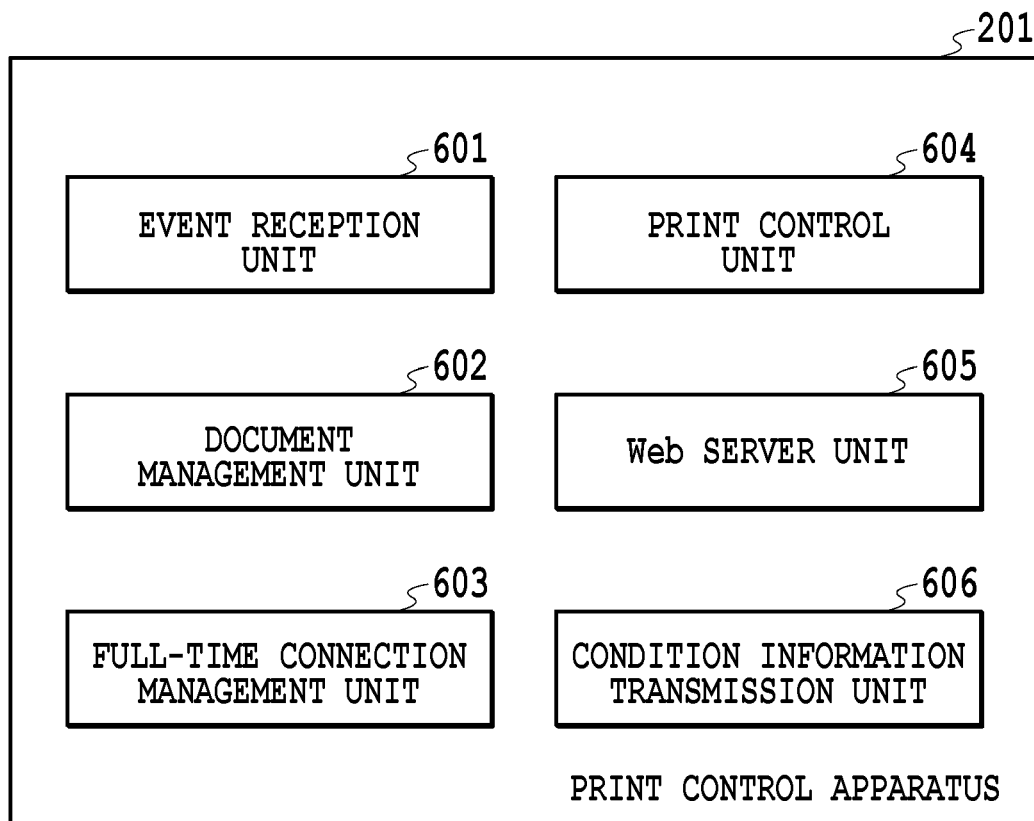 201
601
EVENT RECEPTION
UNIT
604
PRINT CONTROL
UNIT
602
DOCUMENT
MANAGEMENT UNIT
605
Web SERVER UNIT
603
FULL-TIME CONNECTION
MANAGEMENT UNIT
606
CONDITION INFORMATION
TRANSMISSION UNIT
PRINT CONTROL APPARATUS